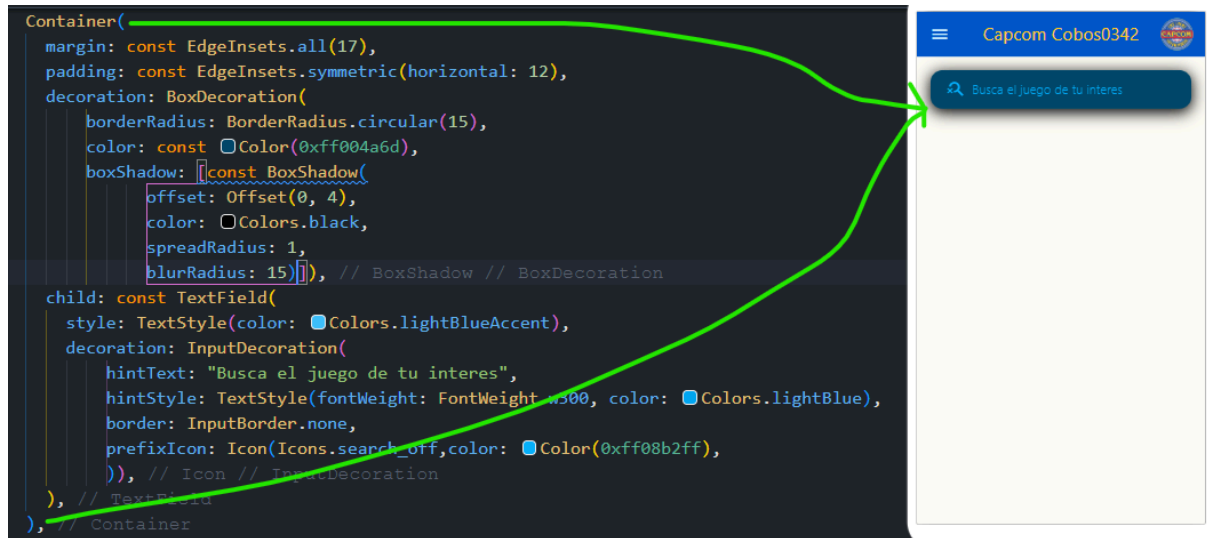 Container(
margin: const EdgeInsets.all(17),
padding: const EdgeInsets.symmetric(horizontal: 12),
decoration: BoxDecoration(
borderRadius: BorderRadius.circular(15),
color: const Color(0xff004a6d),
boxShadow: [const BoxShadow(
offset: Offset(0, 4),
color: Colors.black,
spreadRadius: 1,
blurRadius: 15)]), // BoxShadow // BoxDecoration
child: const TextField(
style: TextStyle(color: Colors.lightBlueAccent),
decoration: InputDecoration(
hintText: "Busca el juego de tu interes",
hintStyle: TextStyle(fontWeight: FontWeight.w300, color: Colors.lightBlue),
border: InputBorder.none,
prefixIcon: Icon(Icons.search_off,color: Color(0xff08b2ff),
)), // Icon // InputDecoration
), // TextField
), // Container
Capcom Cobos0342
CAPCOM
Busca el juego de tu interes